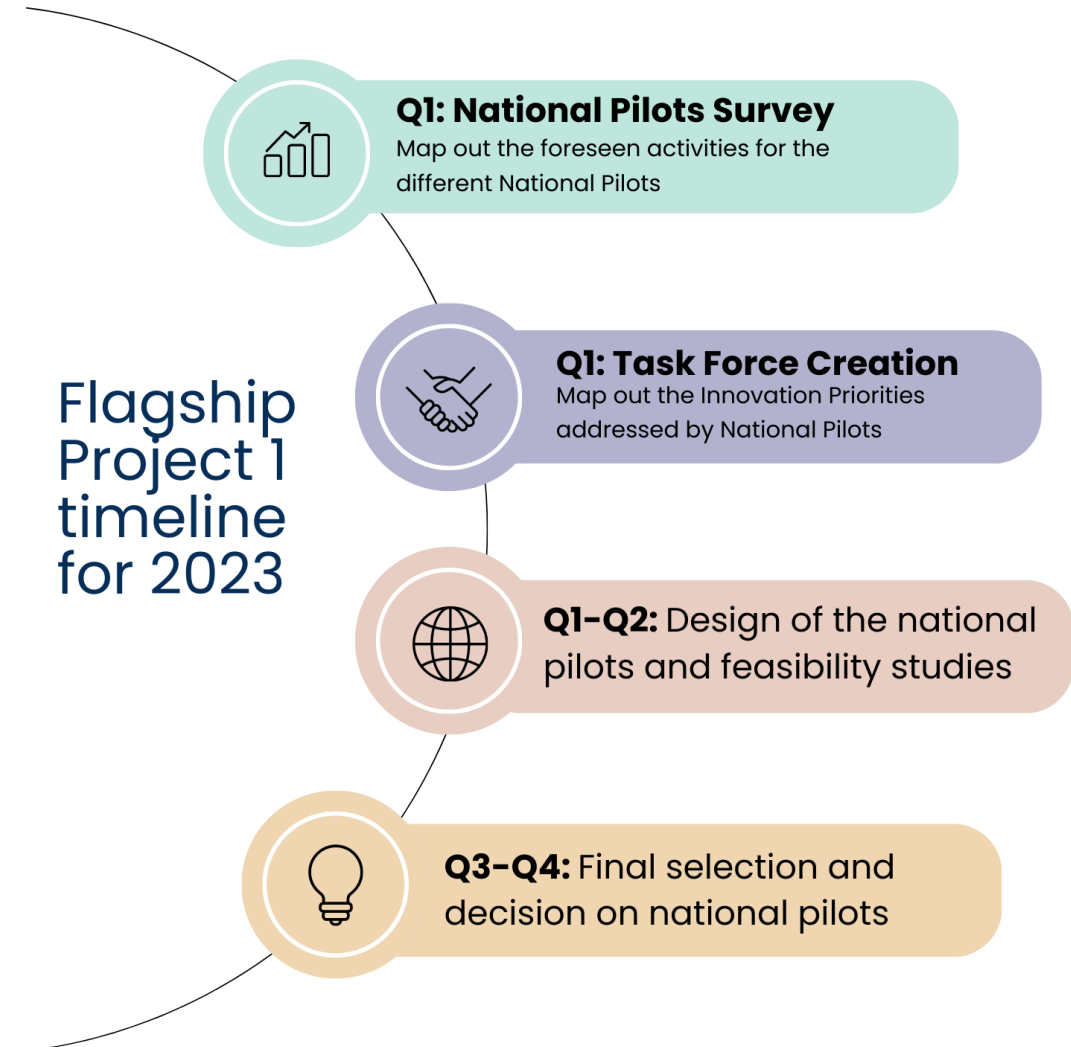 Q1: National Pilots Survey
Map out the foreseen activities for the
different National Pilots
Q1: Task Force Creation
Map out the Innovation Priorities
addressed by National Pilots
Flagship
Project 1
timeline
for 2023
Q1-Q2: Design of the national
pilots and feasibility studies
Q3-Q4: Final selection and
decision on national pilots